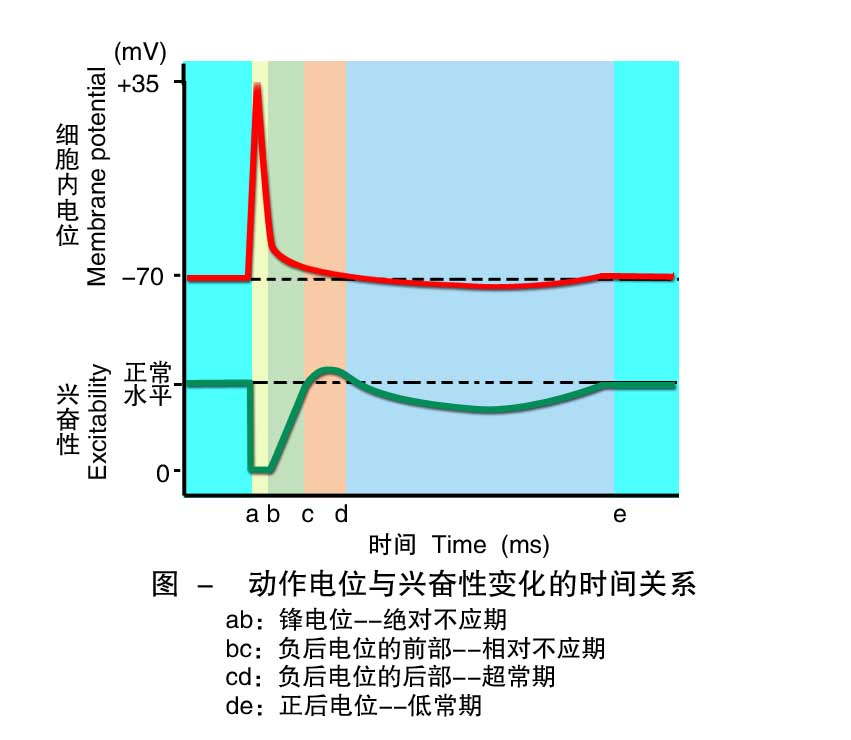 (mV)
+35
细胞内电位
Membrane potential
−70
正常
水平
兴奋性
Excitability
0
a b c d e
时间 Time (ms)
图 – 动作电位与兴奋性变化的时间关系
ab：锋电位––绝对不应期
bc：负后电位的前部––相对不应期
cd：负后电位的后部––超常期
de：正后电位––低常期